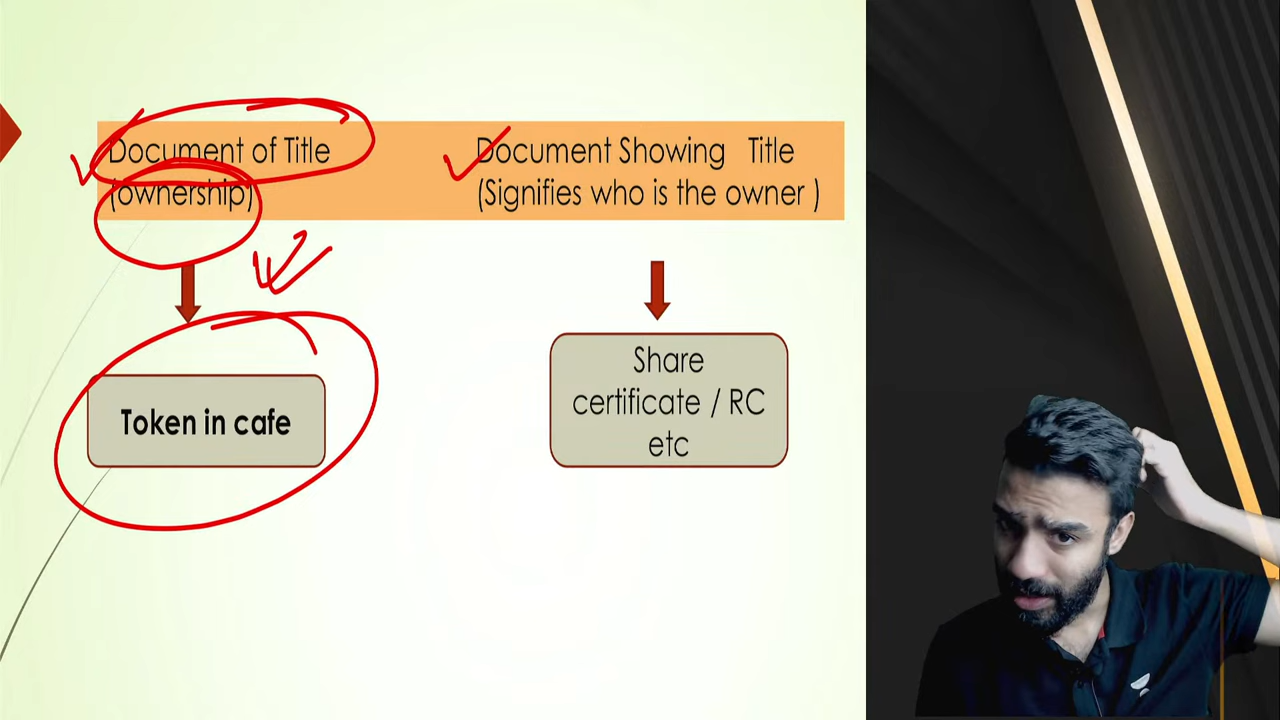 Document of Title
(ownership)
Document Showing Title
(Signifies who is the owner )
Token in cafe
Share
certificate / RC
etc